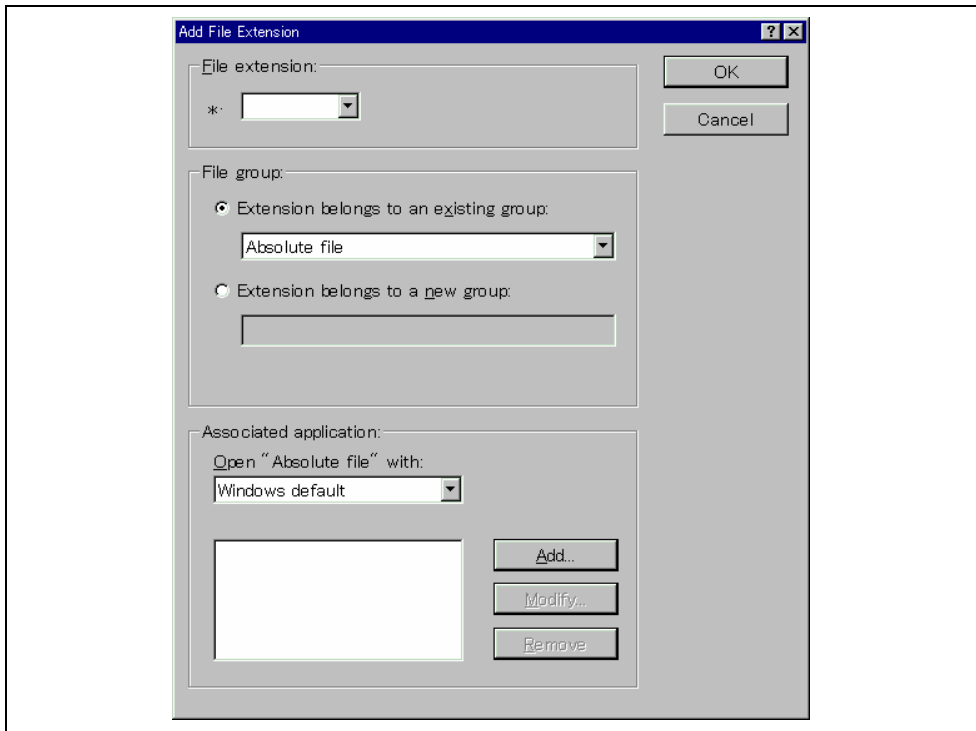 Add File Extension
File extension:
OK
*.
Cancel
File group:
Extension belongs to an existing group:
Absolute file
Extension belongs to a new group:
Associated application:
Open "Absolute file" with:
Windows default
Add...
Modify...
Remove